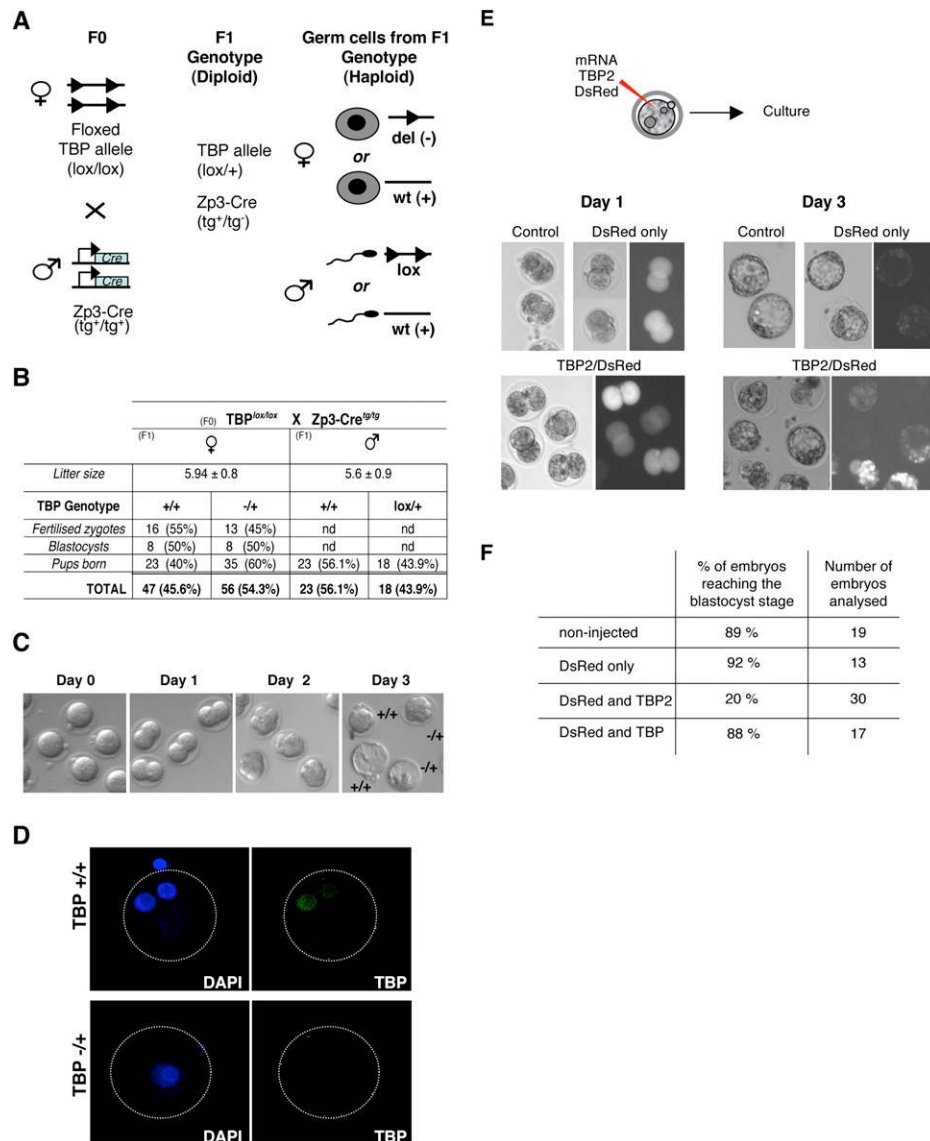 A
F0
F1
Genotype
(Diploid)
Germ cells from F1
Genotype
(Haploid)
♀
Floxed
TBP allele
(lox/lox)
X
♂
Cre
Cre
Zp3-Cre
(tg⁺/tg⁺)
TBP allele
(lox/+)
Zp3-Cre
(tg⁺/tg⁻)
♀
del (-)
or
wt (+)
♂
lox
or
wt (+)
B
(F0) TBP^lox/lox X Zp3-Cre^tg/tg
(F1) ♀ (F1) ♂
Litter size 5.94 ± 0.8 5.6 ± 0.9
TBP Genotype +/+ -/+ +/+ lox/+
Fertilised zygotes 16 (55%) 13 (45%) nd nd
Blastocysts 8 (50%) 8 (50%) nd nd
Pups born 23 (40%) 35 (60%) 23 (56.1%) 18 (43.9%)
TOTAL 47 (45.6%) 56 (54.3%) 23 (56.1%) 18 (43.9%)
C
Day 0 Day 1 Day 2 Day 3
+/+
-/+
-/+
+/+
D
TBP +/+
DAPI TBP
TBP -/+
DAPI TBP
E
mRNA
TBP2
DsRed
Culture
Day 1
Control DsRed only
TBP2/DsRed
Day 3
Control DsRed only
TBP2/DsRed
F
% of embryos
reaching the
blastocyst stage
Number of
embryos
analysed
non-injected 89 % 19
DsRed only 92 % 13
DsRed and TBP2 20 % 30
DsRed and TBP 88 % 17